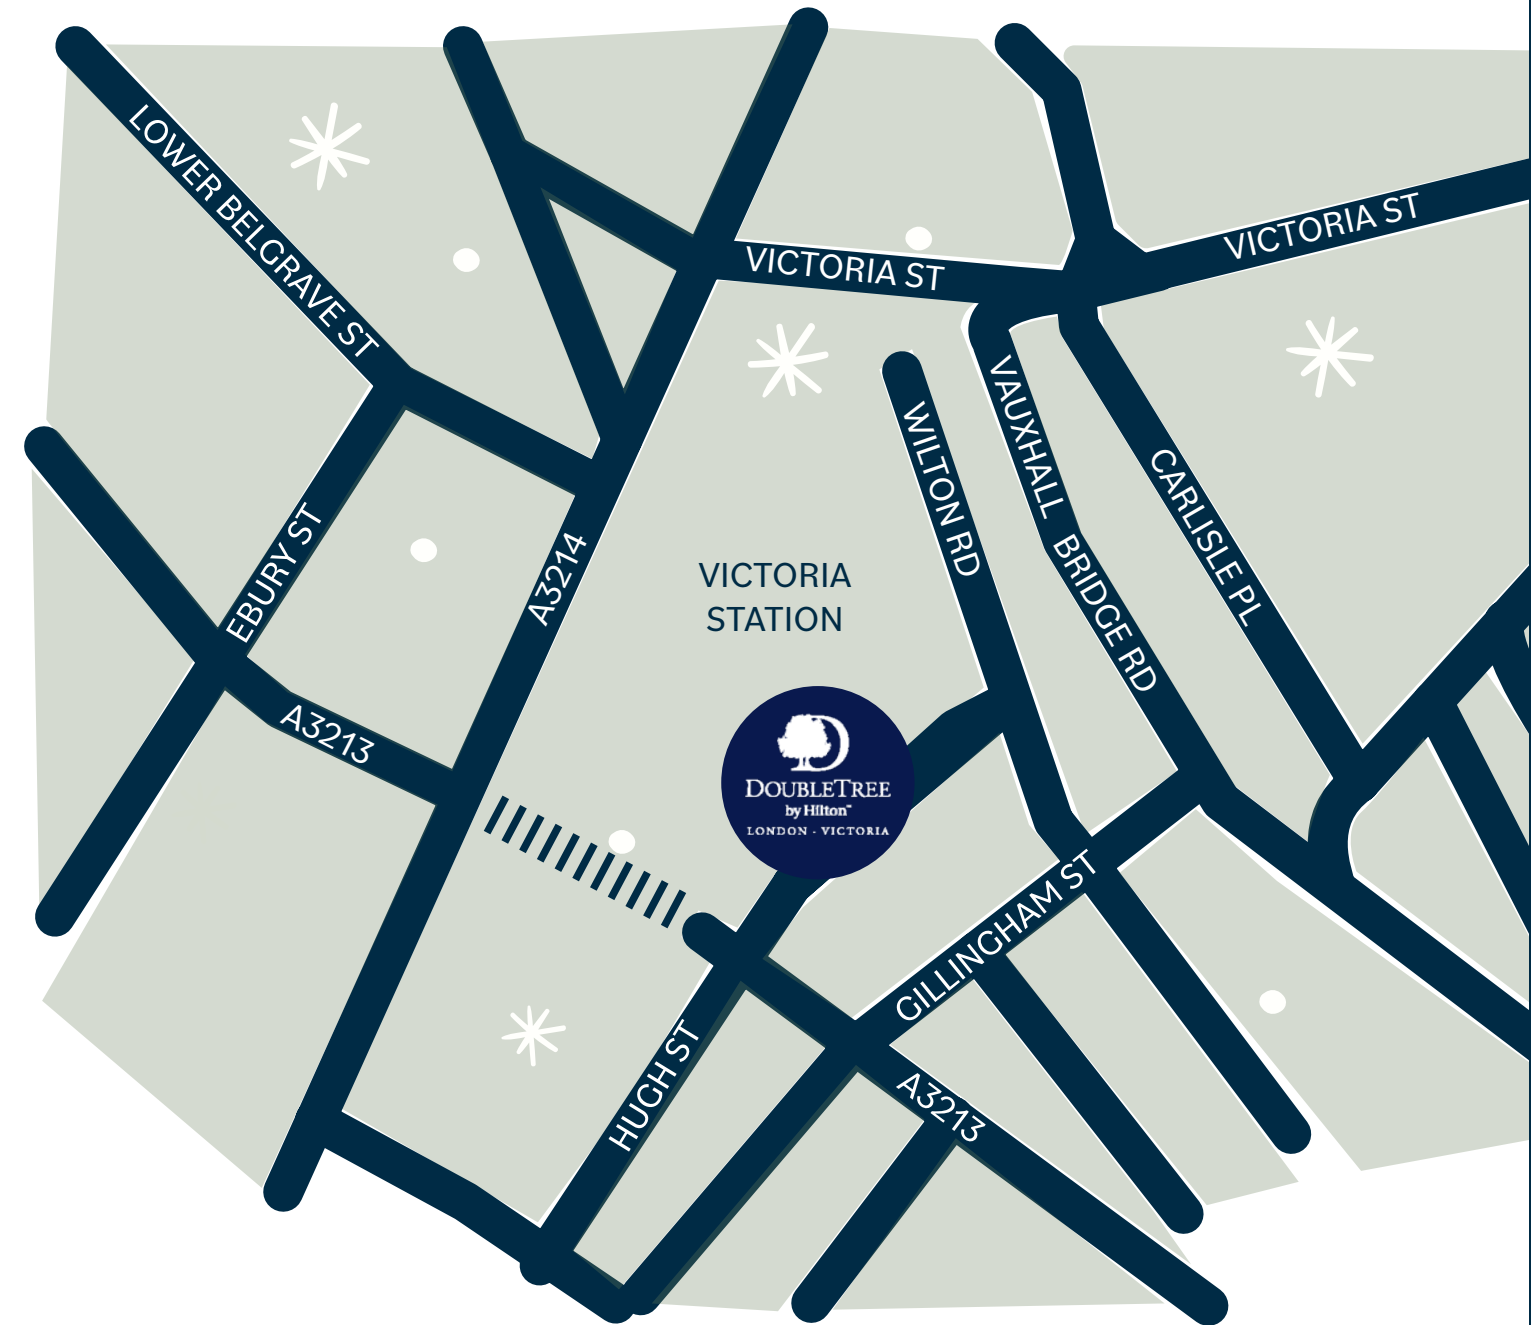 LOWER BELGRAVE ST
VICTORIA ST
VICTORIA ST
VAUXHALL BRIDGE RD
WILTON RD
CARLISLE PL
EBURY ST
A3214
VICTORIA
STATION
A3213
DOUBLETREE
by Hilton™
LONDON - VICTORIA
GILLINGHAM ST
HUGH ST
A3213